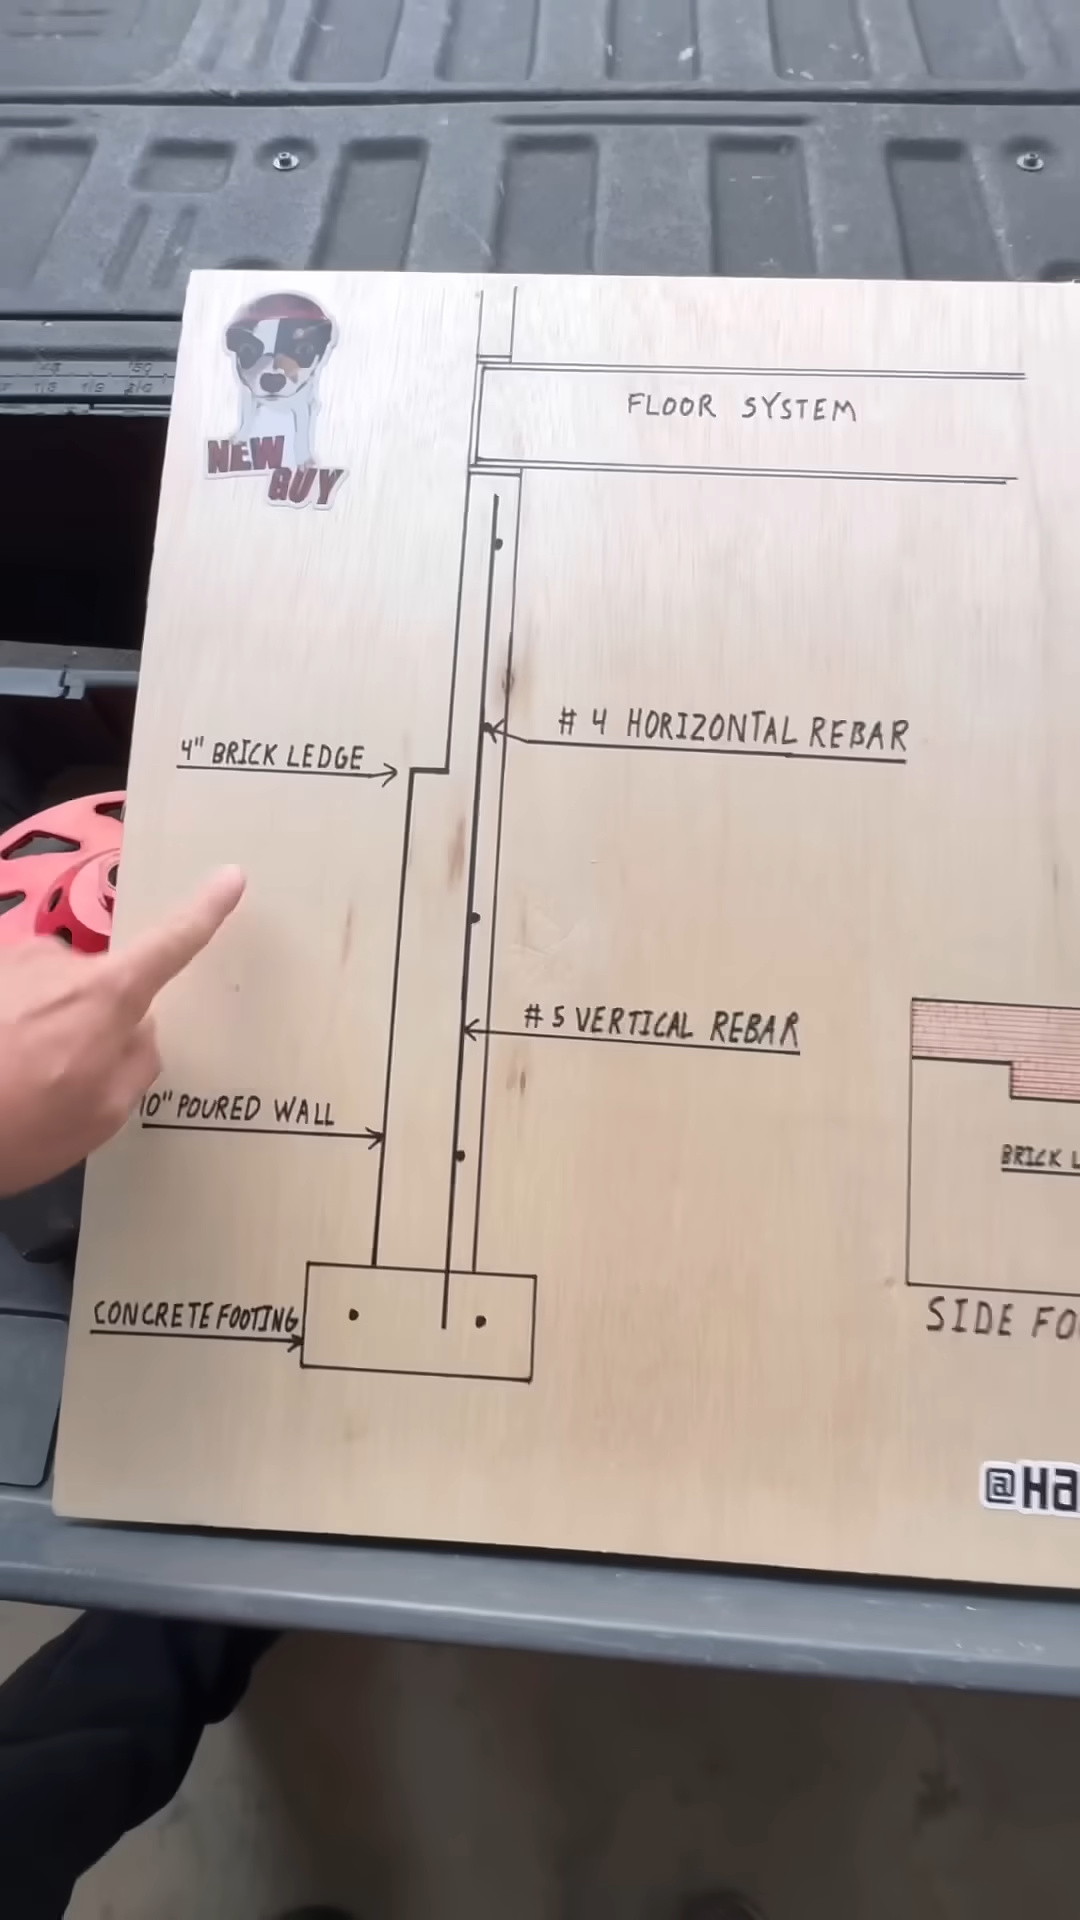 NEW
GUY
FLOOR SYSTEM
# 4 HORIZONTAL REBAR
4" BRICK LEDGE
# 5 VERTICAL REBAR
10" POURED WALL
BRICK L
CONCRETE FOOTING
SIDE FO
@Ha